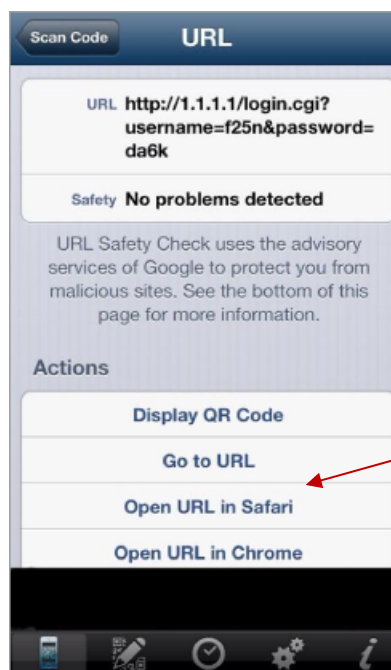 Scan Code
URL
URL http://1.1.1.1/login.cgi?
username=f25n&password=
da6k
Safety No problems detected
URL Safety Check uses the advisory
services of Google to protect you from
malicious sites. See the bottom of this
page for more information.
Actions
Display QR Code
Go to URL
Open URL in Safari
Open URL in Chrome